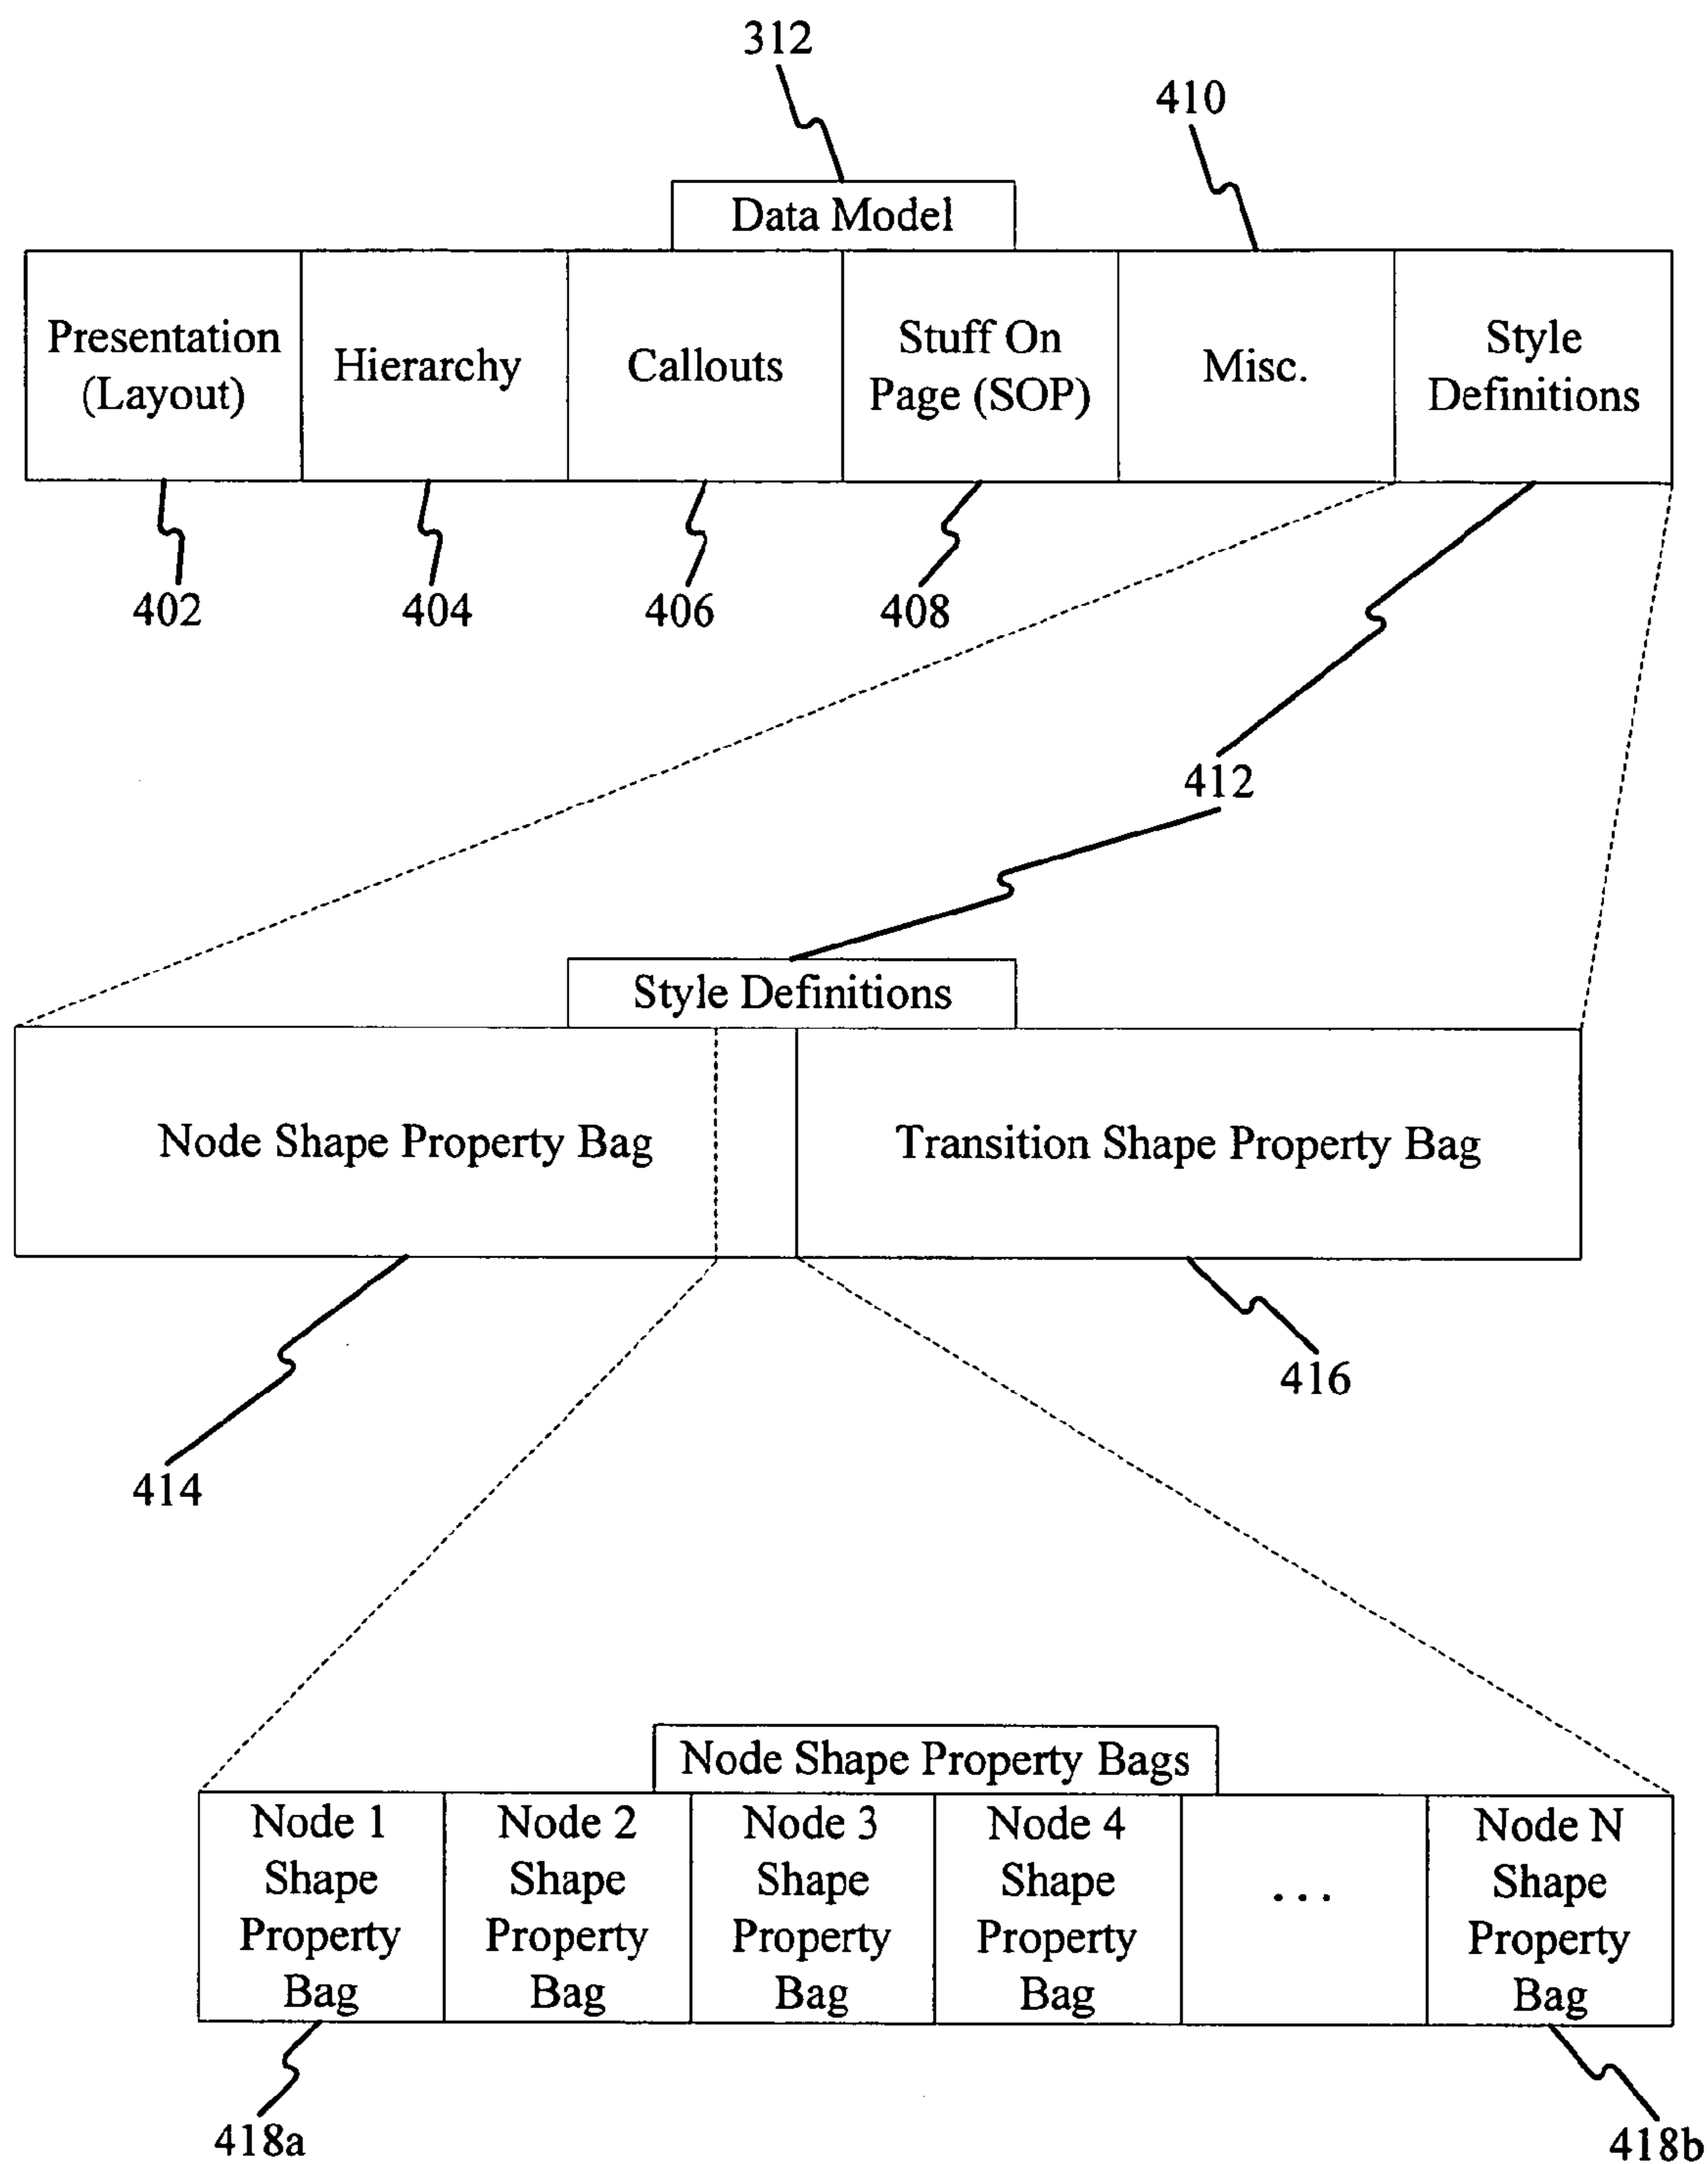 312
410
Data Model
Presentation
(Layout)
Hierarchy
Callouts
Stuff On
Page (SOP)
Misc.
Style
Definitions
402
404
406
408
412
Style Definitions
Node Shape Property Bag
Transition Shape Property Bag
416
414
Node Shape Property Bags
Node 1
Shape
Property
Bag
Node 2
Shape
Property
Bag
Node 3
Shape
Property
Bag
Node 4
Shape
Property
Bag
...
Node N
Shape
Property
Bag
418a
418b